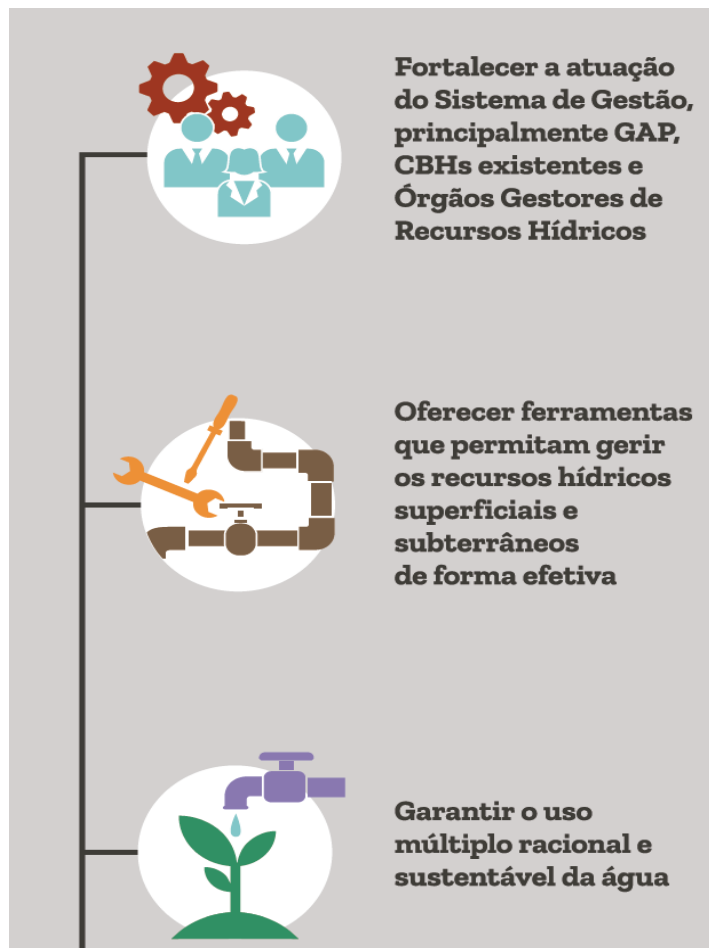 Fortalecer a atuação
do Sistema de Gestão,
principalmente GAP,
CBHs existentes e
Órgãos Gestores de
Recursos Hídricos
Oferecer ferramentas
que permitam gerir
os recursos hídricos
superficiais e
subterrâneos
de forma efetiva
Garantir o uso
múltiplo racional e
sustentável da água